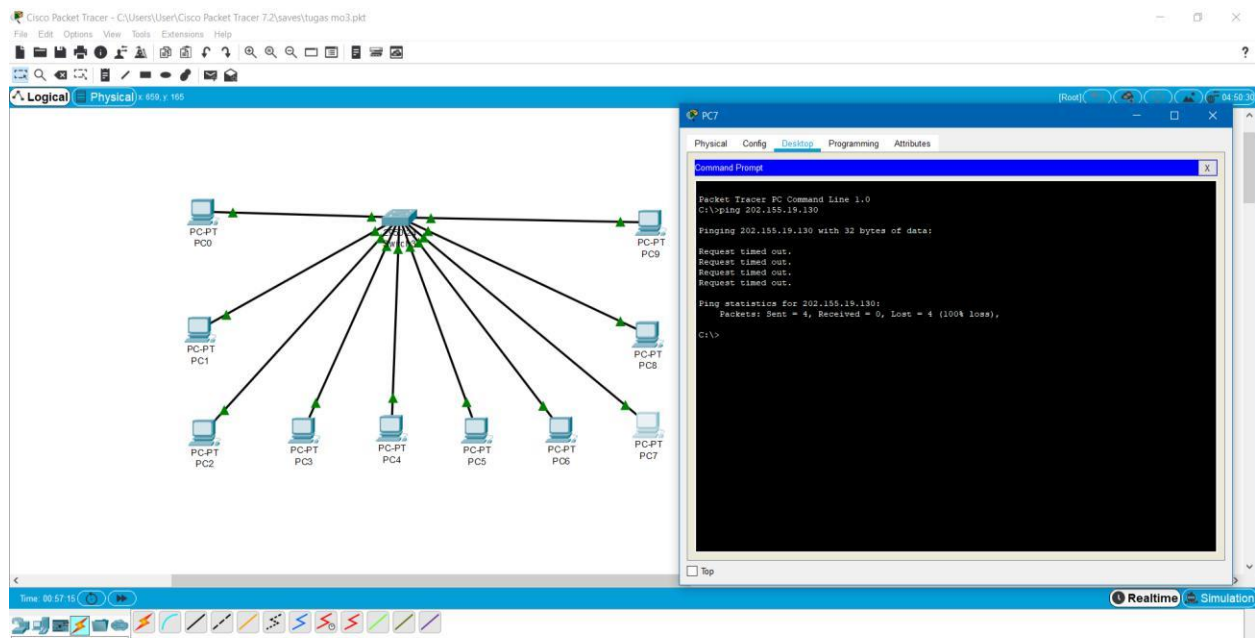 Cisco Packet Tracer - C:\Users\User\Cisco Packet Tracer 7.2\saves\tugas mo3.pkt
File Edit Options View Tools Extensions Help
?
Logical Physical x: 659, y: 165
[Root] 04:50:30
PC7
Physical Config Desktop Programming Attributes
Command Prompt X
Packet Tracer PC Command Line 1.0
C:\>ping 202.155.19.130
Pinging 202.155.19.130 with 32 bytes of data:
Request timed out.
Request timed out.
Request timed out.
Request timed out.
Ping statistics for 202.155.19.130:
Packets: Sent = 4, Received = 0, Lost = 4 (100% loss),
C:\>
Top
PC-PT
PC0
PC-PT
PC9
PC-PT
PC1
PC-PT
PC8
PC-PT
PC2
PC-PT
PC3
PC-PT
PC4
PC-PT
PC5
PC-PT
PC6
PC-PT
PC7
Time: 00:57:15
Realtime Simulation